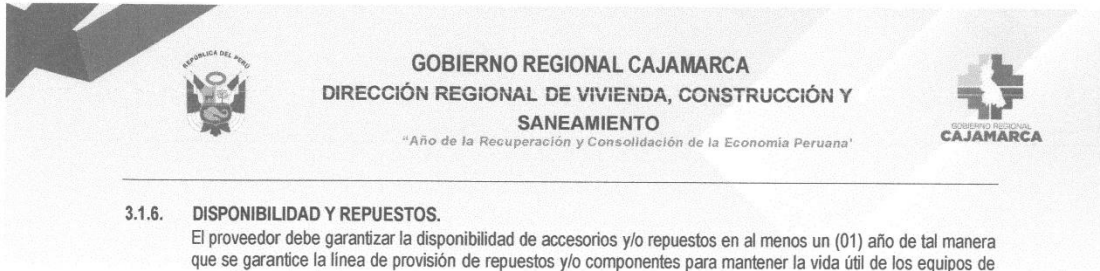 REPÚBLICA DEL PERÚ
GOBIERNO REGIONAL CAJAMARCA
DIRECCIÓN REGIONAL DE VIVIENDA, CONSTRUCCIÓN Y
SANEAMIENTO
"Año de la Recuperación y Consolidación de la Economía Peruana'
GOBIERNO REGIONAL
CAJAMARCA
3.1.6. DISPONIBILIDAD Y REPUESTOS.
El proveedor debe garantizar la disponibilidad de accesorios y/o repuestos en al menos un (01) año de tal manera
que se garantice la línea de provisión de repuestos y/o componentes para mantener la vida útil de los equipos de